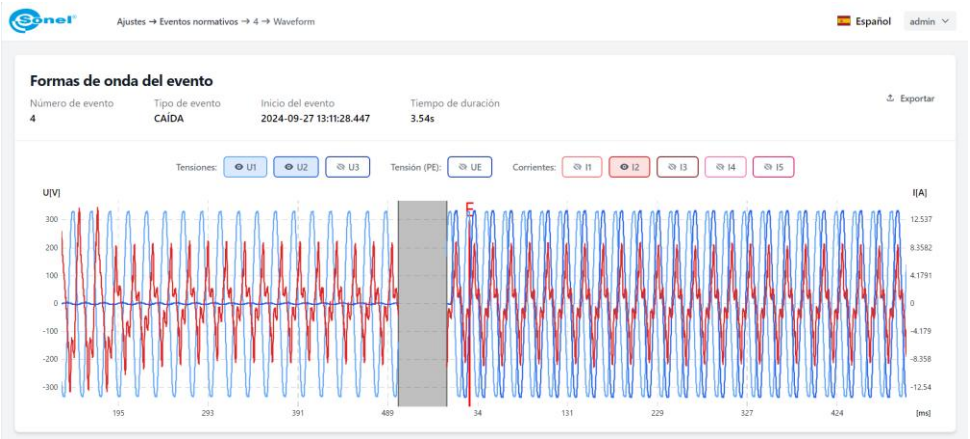 Sonel®
Ajustes → Eventos normativos → 4 → Waveform
Español
admin
Formas de onda del evento
Número de evento Tipo de evento Inicio del evento Tiempo de duración
4 CAÍDA 2024-09-27 13:11:28.447 3.54s
Exportar
Tensiones: U1 U2 U3 Tensión (PE): UE Corrientes: I1 I2 I3 I4 I5
U[V] I[A]
E
300 12.537
200 8.3582
100 4.1791
0 0
-100 -4.179
-200 -8.358
-300 -12.54
195 293 391 489 34 131 229 327 424 [ms]